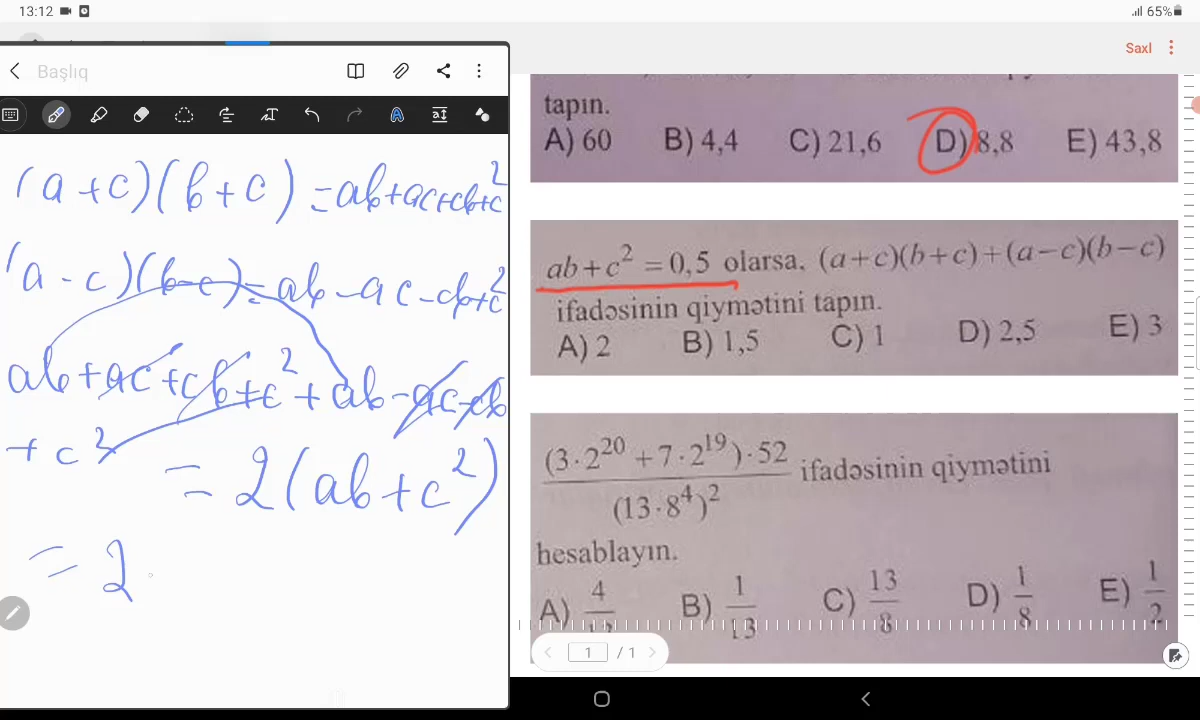 13:12
65%
Saxl
Başlıq
(a+c)(b+c)=ab+ac+cb+c²
(a-c)(b-c)=ab-ac-cb+c²
ab+ac+cb+c²+ab-ac-cb
+c²
=2(ab+c²)
=2
tapın.
A) 60 B) 4,4 C) 21,6 D) 8,8 E) 43,8
ab+c² = 0,5 olarsa, (a+c)(b+c)+(a-c)(b-c)
ifadəsinin qiymətini tapın.
A) 2 B) 1,5 C) 1 D) 2,5 E) 3
(3·2²⁰ +7·2¹⁹)·52
(13·8⁴)²
ifadəsinin qiymətini
hesablayın.
A) 4/13 B) 1/13 C) 13/8 D) 1/8 E) 1/2
1 / 1